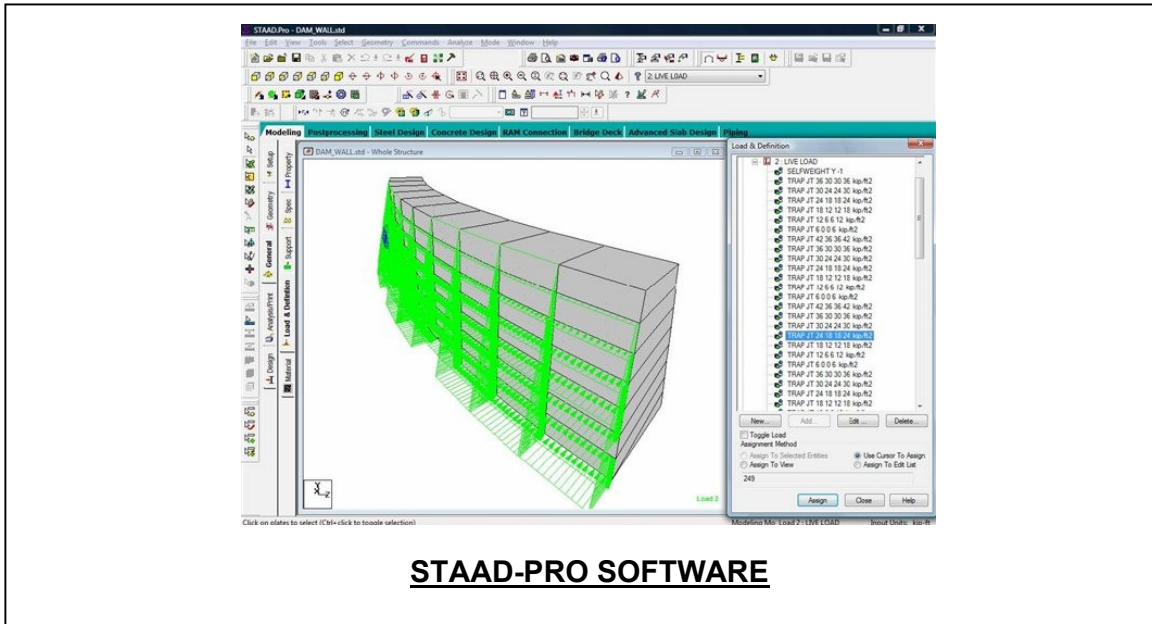 STAAD.Pro - DAM_WALL.std
File Edit View Tools Select Geometry Commands Analyze Mode Window Help
2: LIVE LOAD
Modeling Postprocessing Steel Design Concrete Design RAM Connection Bridge Deck Advanced Slab Design Piping
DAM_WALL.std - Whole Structure
Setup
Geometry
General
Analysis/Print
Design
Property
Spec
Support
Load & Definition
Material
Y
X
Z
Load 2
Load & Definition
2 : LIVE LOAD
SELFWEIGHT Y -1
TRAP JT 36 30 30 36 kip/ft2
TRAP JT 30 24 24 30 kip/ft2
TRAP JT 24 18 18 24 kip/ft2
TRAP JT 18 12 12 18 kip/ft2
TRAP JT 12 6 6 12 kip/ft2
TRAP JT 6 0 0 6 kip/ft2
TRAP JT 42 36 36 42 kip/ft2
TRAP JT 36 30 30 36 kip/ft2
TRAP JT 30 24 24 30 kip/ft2
TRAP JT 24 18 18 24 kip/ft2
TRAP JT 18 12 12 18 kip/ft2
TRAP JT 12 6 6 12 kip/ft2
TRAP JT 6 0 0 6 kip/ft2
TRAP JT 42 36 36 42 kip/ft2
TRAP JT 36 30 30 36 kip/ft2
TRAP JT 30 24 24 30 kip/ft2
TRAP JT 24 18 18 24 kip/ft2
TRAP JT 18 12 12 18 kip/ft2
TRAP JT 12 6 6 12 kip/ft2
TRAP JT 6 0 0 6 kip/ft2
TRAP JT 36 30 30 36 kip/ft2
TRAP JT 30 24 24 30 kip/ft2
TRAP JT 24 18 18 24 kip/ft2
TRAP JT 18 12 12 18 kip/ft2
New... Add... Edit ... Delete...
Toggle Load
Assignment Method
Assign To Selected Entities Use Cursor To Assign
Assign To View Assign To Edit List
249
Assign Close Help
Click on plates to select (Ctrl+click to toggle selection) Modeling Mo Load 2 : LIVE LOAD Input Units: kip-ft
STAAD-PRO SOFTWARE